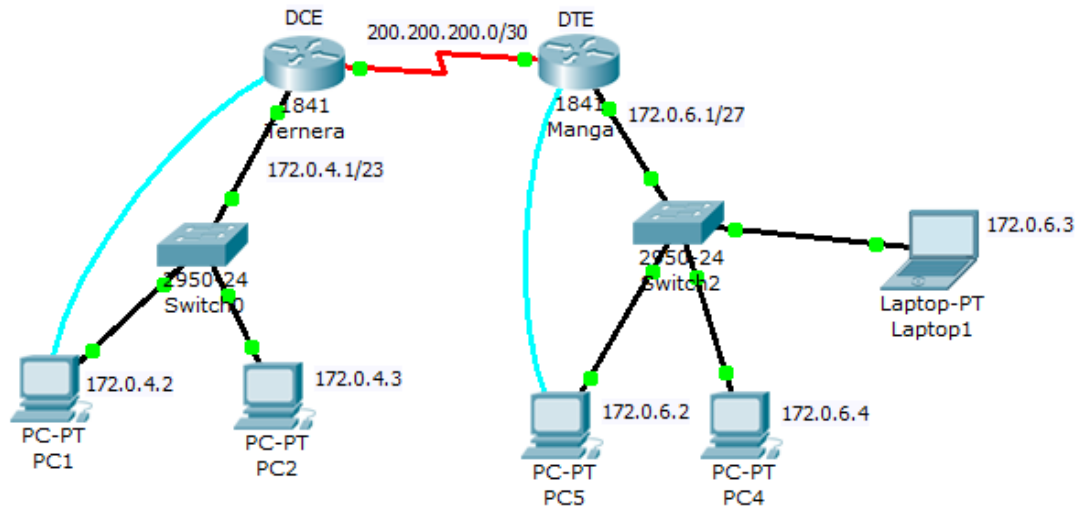 DCE
200.200.200.0/30
DTE
1841
Ternera
1841
Manga
172.0.6.1/27
172.0.4.1/23
2950-24
Switch0
2950-24
Switch2
172.0.6.3
Laptop-PT
Laptop1
172.0.4.2
172.0.4.3
172.0.6.2
172.0.6.4
PC-PT
PC1
PC-PT
PC2
PC-PT
PC5
PC-PT
PC4